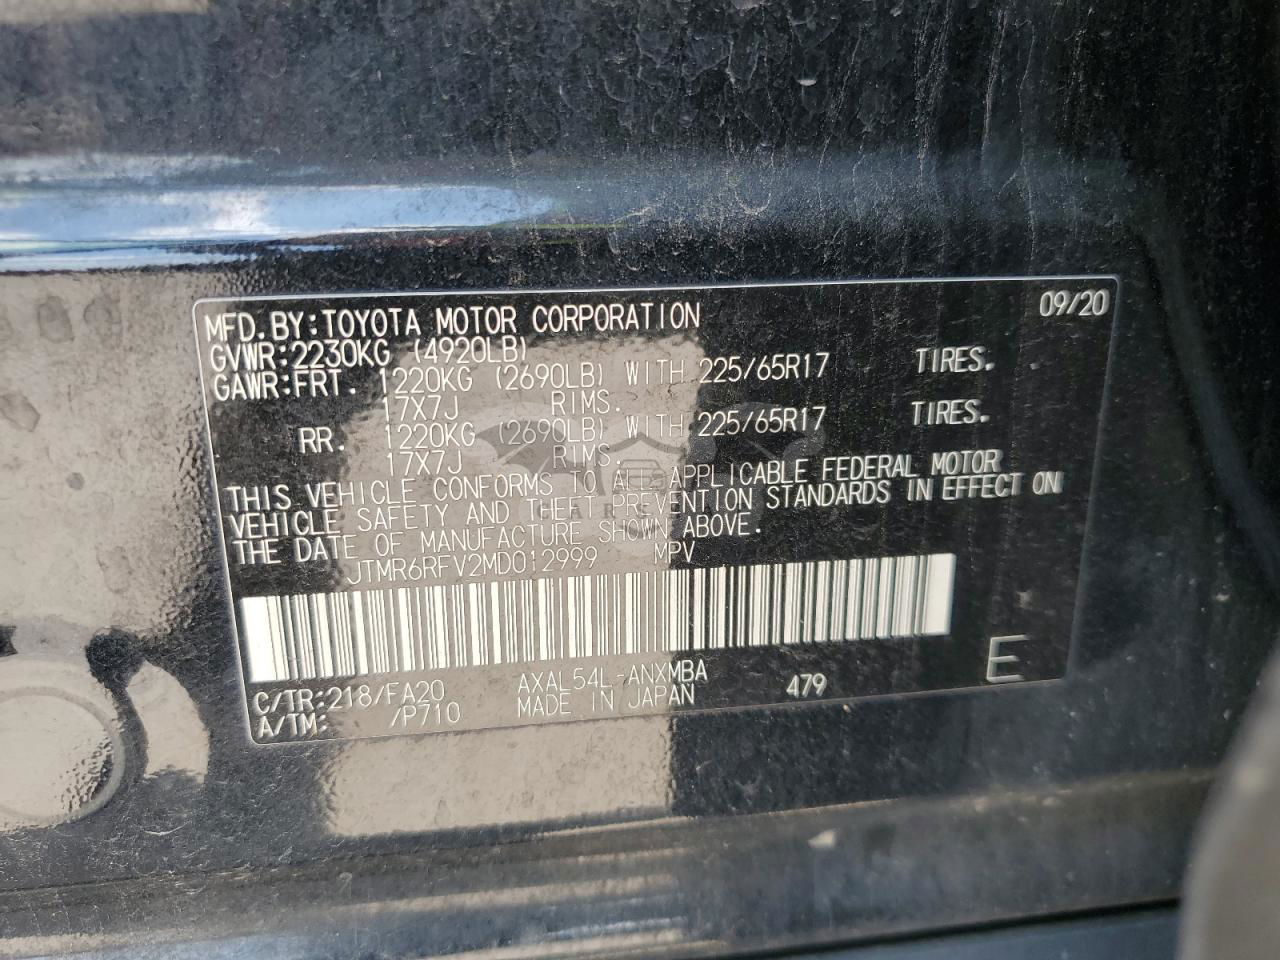 MFD.BY:TOYOTA MOTOR CORPORATION 09/20
GVWR:2230KG (4920LB)
GAWR:FRT. 1220KG (2690LB) WITH 225/65R17 TIRES.
17X7J RIMS.
RR. 1220KG (2690LB) WITH 225/65R17 TIRES.
17X7J RIMS.
THIS VEHICLE CONFORMS TO ALL APPLICABLE FEDERAL MOTOR
VEHICLE SAFETY AND THEFT PREVENTION STANDARDS IN EFFECT ON
THE DATE OF MANUFACTURE SHOWN ABOVE.
JTMR6RFV2MD012999 MPV
C/TR:218/FA20 AXAL54L-ANXMBA 479 E
A/TM: /P710 MADE IN JAPAN